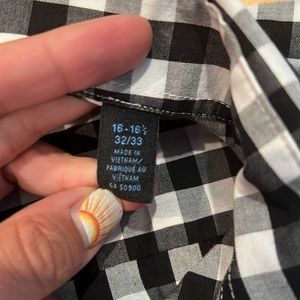 16-16½
32/33
MADE IN
VIETNAM/
FABRIQUÉ AU
VIETNAM
CA 50900